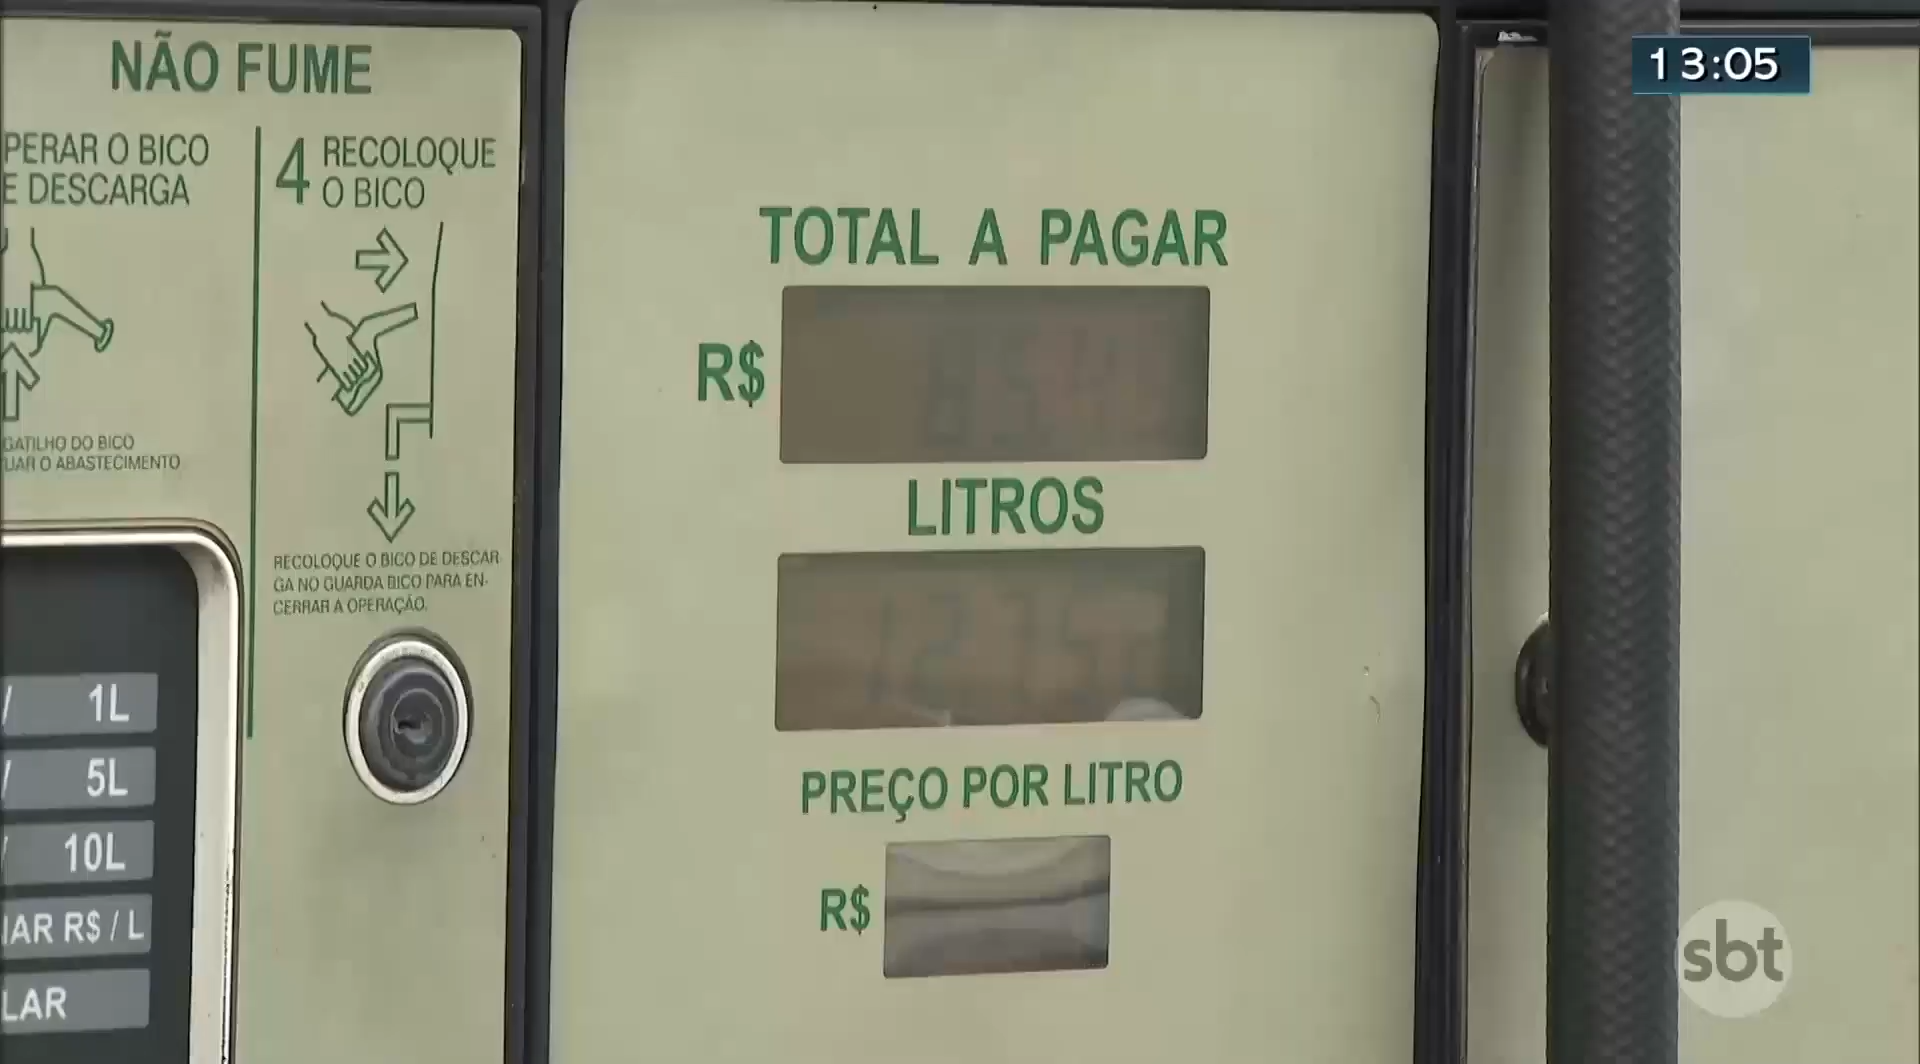 NÃO FUME
PERAR O BICO
E DESCARGA
GATILHO DO BICO
UAR O ABASTECIMENTO
4 RECOLOQUE
O BICO
RECOLOQUE O BICO DE DESCAR
GA NO GUARDA BICO PARA EN-
CERRAR A OPERAÇÃO.
/ 1L
/ 5L
/ 10L
IAR R$ / L
LAR
TOTAL A PAGAR
R$
LITROS
PREÇO POR LITRO
R$
13:05
sbt